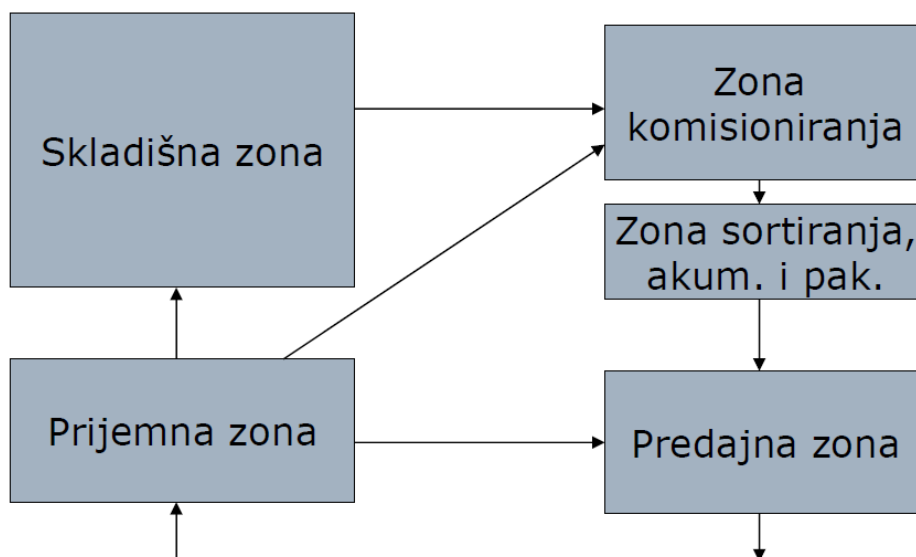 Skladišna zona
Zona
komisioniranja
Zona sortiranja,
akum. i pak.
Prijemna zona
Predajna zona